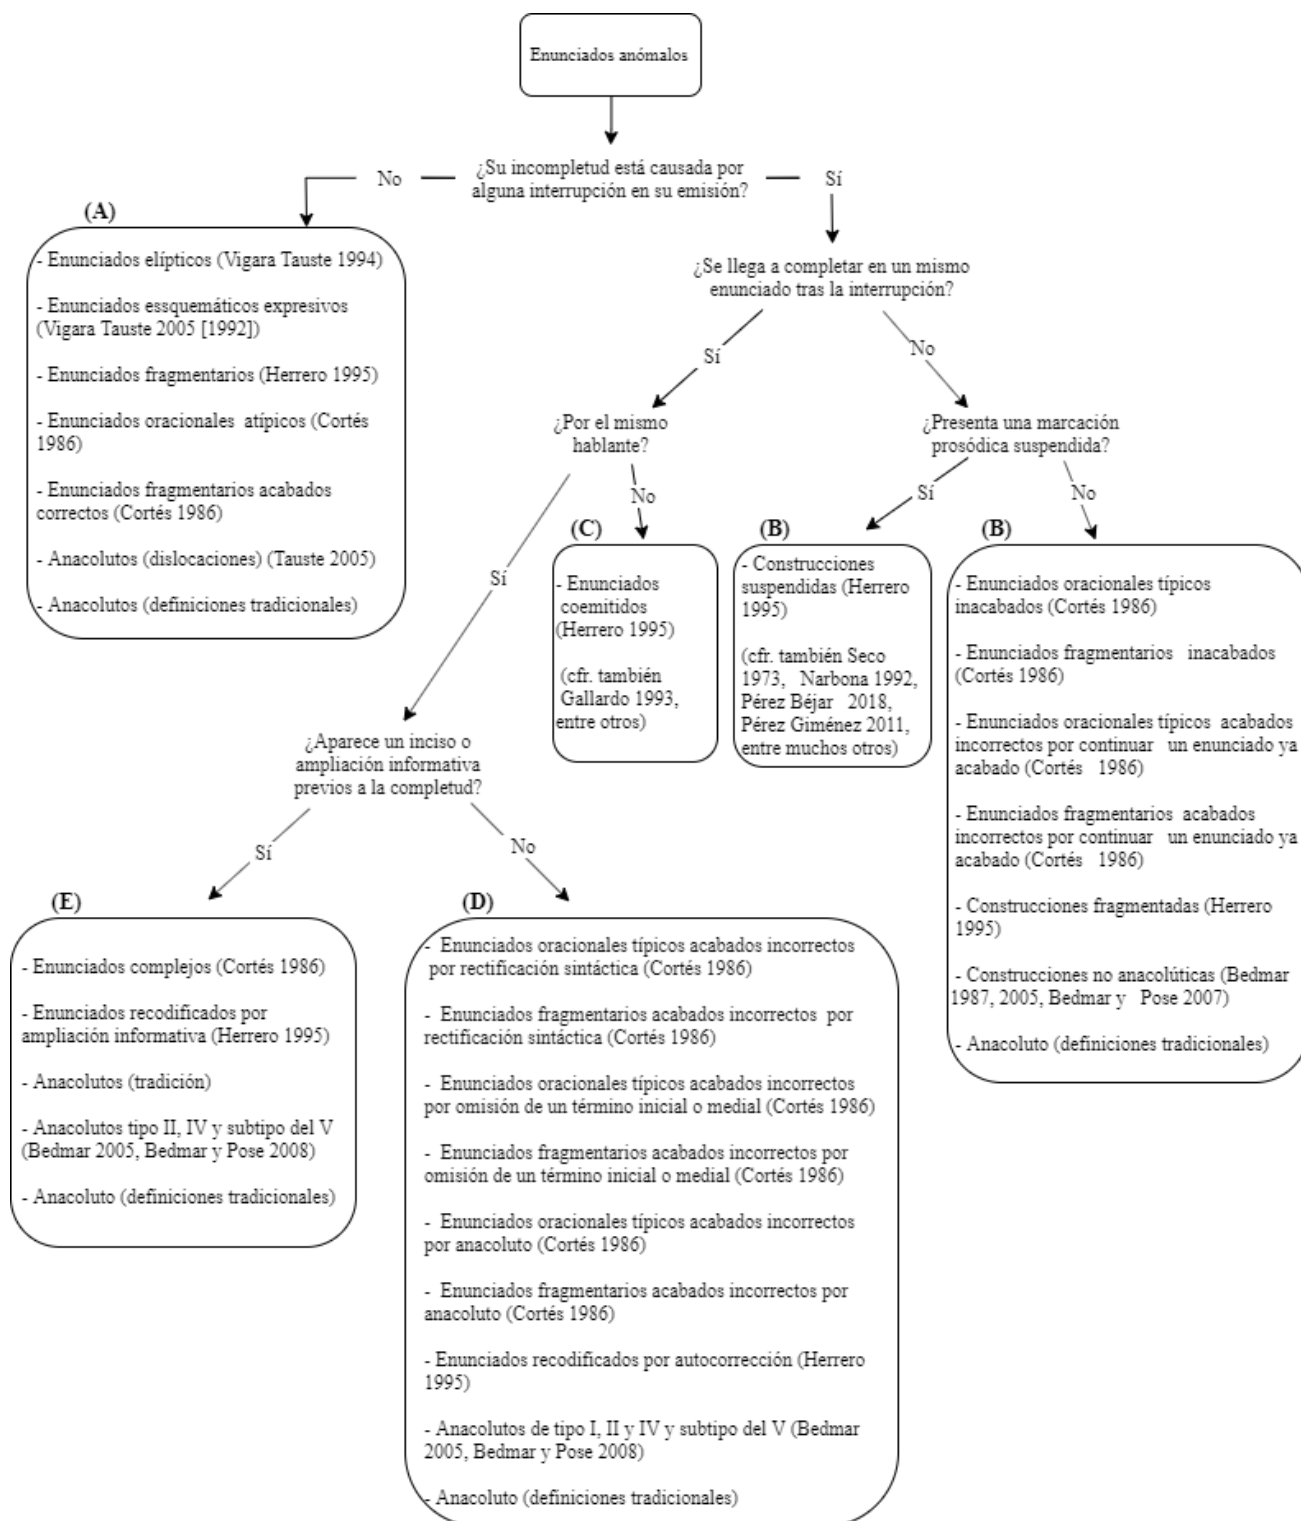 Enunciados anómalos
¿Su incompletud está causada por
alguna interrupción en su emisión?
No
Sí
(A)
- Enunciados elípticos (Vigara Tauste 1994)
- Enunciados essquemáticos expresivos
(Vigara Tauste 2005 [1992])
- Enunciados fragmentarios (Herrero 1995)
- Enunciados oracionales atípicos (Cortés
1986)
- Enunciados fragmentarios acabados
correctos (Cortés 1986)
- Anacolutos (dislocaciones) (Tauste 2005)
- Anacolutos (definiciones tradicionales)
¿Se llega a completar en un mismo
enunciado tras la interrupción?
Sí
No
¿Por el mismo
hablante?
¿Presenta una marcación
prosódica suspendida?
Sí
No
Sí
No
(C)
- Enunciados
coemitidos
(Herrero 1995)
(cfr. también
Gallardo 1993,
entre otros)
(B)
- Construcciones
suspendidas (Herrero
1995)
(cfr. también Seco
1973, Narbona 1992,
Pérez Béjar 2018,
Pérez Giménez 2011,
entre muchos otros)
(B)
- Enunciados oracionales típicos
inacabados (Cortés 1986)
- Enunciados fragmentarios inacabados
(Cortés 1986)
- Enunciados oracionales típicos acabados
incorrectos por continuar un enunciado ya
acabado (Cortés 1986)
- Enunciados fragmentarios acabados
incorrectos por continuar un enunciado ya
acabado (Cortés 1986)
- Construcciones fragmentadas (Herrero
1995)
- Construcciones no anacolúticas (Bedmar
1987, 2005, Bedmar y Pose 2007)
- Anacoluto (definiciones tradicionales)
¿Aparece un inciso o
ampliación informativa
previos a la completud?
Sí
No
(E)
- Enunciados complejos (Cortés 1986)
- Enunciados recodificados por
ampliación informativa (Herrero 1995)
- Anacolutos (tradición)
- Anacolutos tipo II, IV y subtipo del V
(Bedmar 2005, Bedmar y Pose 2008)
- Anacoluto (definiciones tradicionales)
(D)
- Enunciados oracionales típicos acabados incorrectos
por rectificación sintáctica (Cortés 1986)
- Enunciados fragmentarios acabados incorrectos por
rectificación sintáctica (Cortés 1986)
- Enunciados oracionales típicos acabados incorrectos
por omisión de un término inicial o medial (Cortés 1986)
- Enunciados fragmentarios acabados incorrectos por
omisión de un término inicial o medial (Cortés 1986)
- Enunciados oracionales típicos acabados incorrectos
por anacoluto (Cortés 1986)
- Enunciados fragmentarios acabados incorrectos por
anacoluto (Cortés 1986)
- Enunciados recodificados por autocorrección (Herrero
1995)
- Anacolutos de tipo I, II y IV y subtipo del V (Bedmar
2005, Bedmar y Pose 2008)
- Anacoluto (definiciones tradicionales)